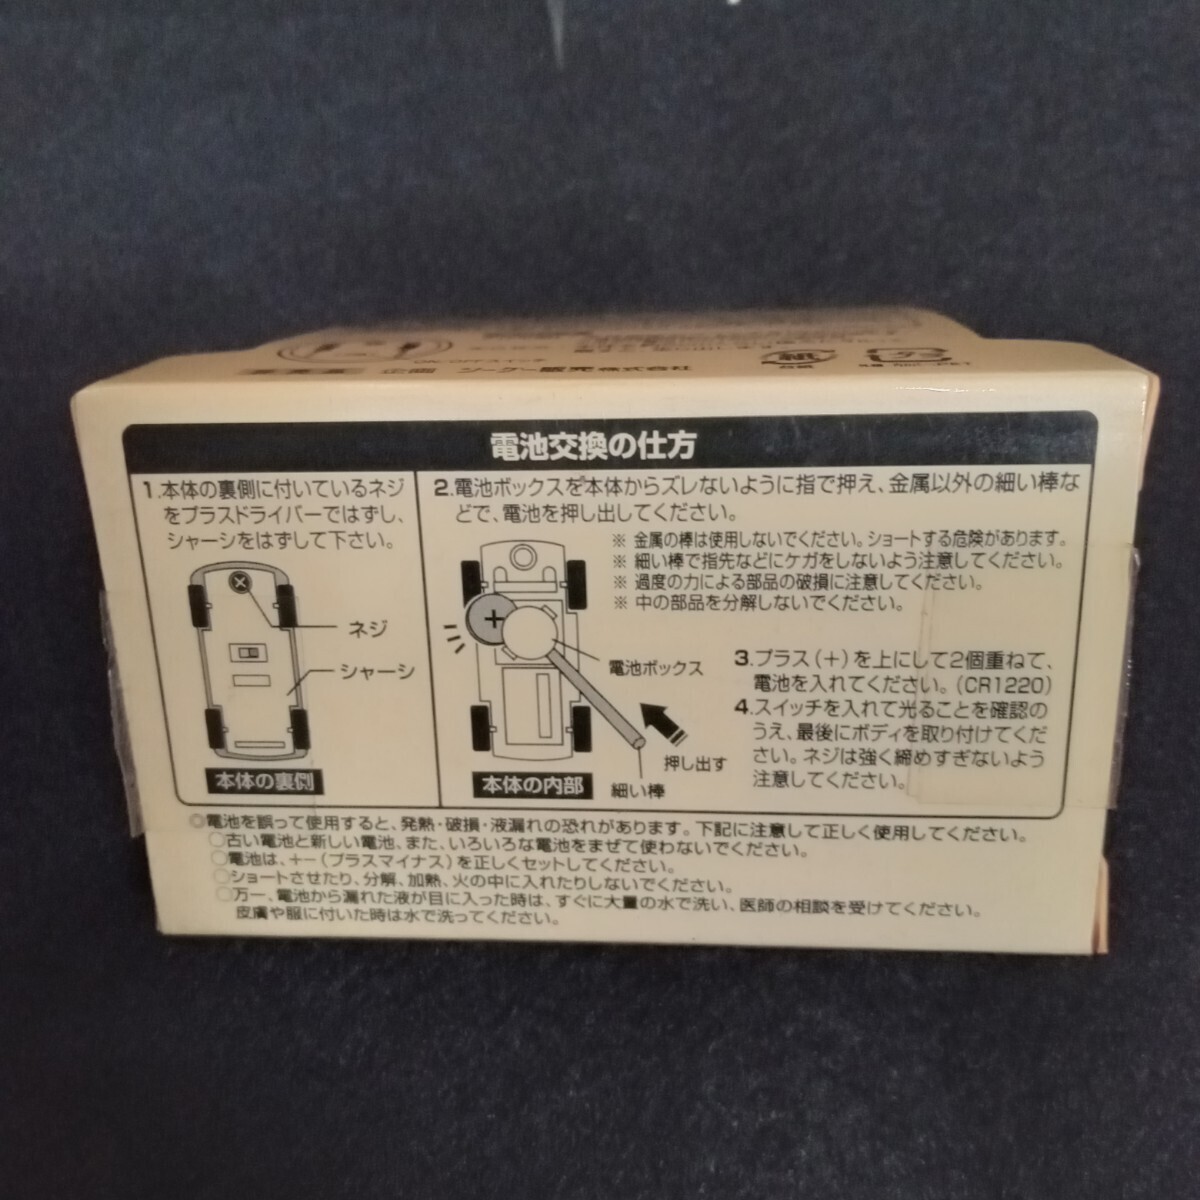 ON/OFFスイッチ
企画 シーシー販売株式会社
紙
電池交換の仕方
1.本体の裏側に付いているネジ
をプラスドライバーではずし、
シャーシをはずして下さい。
ネジ
シャーシ
本体の裏側
2.電池ボックスを本体からズレないように指で押え、金属以外の細い棒な
どで、電池を押し出してください。
※ 金属の棒は使用しないでください。ショートする危険があります。
※ 細い棒で指先などにケガをしないよう注意してください。
※ 過度の力による部品の破損に注意してください。
※ 中の部品を分解しないでください。
+
電池ボックス
押し出す
細い棒
本体の内部
3.プラス(+)を上にして2個重ねて、
電池を入れてください。(CR1220)
4.スイッチを入れて光ることを確認の
うえ、最後にボディを取り付けてくだ
さい。ネジは強く締めすぎないよう
注意してください。
◎電池を誤って使用すると、発熱・破損・液漏れの恐れがあります。下記に注意して正しく使用してください。
○古い電池と新しい電池、また、いろいろな電池をまぜて使わないでください。
○電池は、+−(プラスマイナス)を正しくセットしてください。
○ショートさせたり、分解、加熱、火の中に入れたりしないでください。
○万一、電池から漏れた液が目に入った時は、すぐに大量の水で洗い、医師の相談を受けてください。
皮膚や服に付いた時は水で洗ってください。